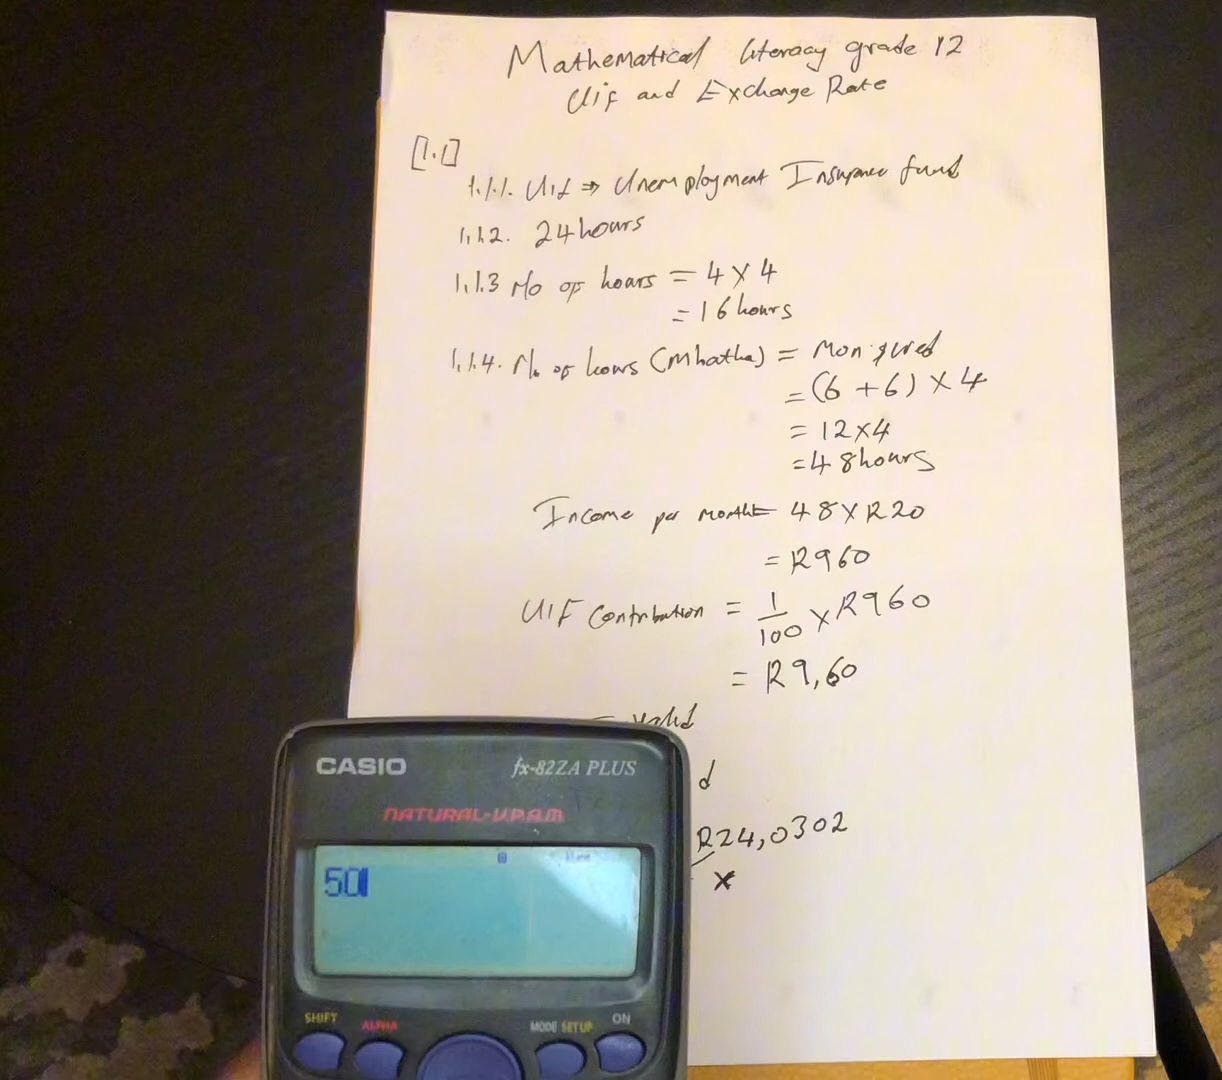 Mathematical literacy grade 12
Uif and Exchange Rate
[1.1]
1.1.1. Uif ⇒ Unemployment Insurance fund
1.1.2. 24 hours
1.1.3 No of hours = 4 × 4
= 16 hours
1.1.4. No of hours (Mbatha) =
= (6 + 6) × 4
= 12 × 4
= 48 hours
Income per month = 48 × R20
= R960
UIF Contribution = 1/100 × R960
= R9,60
valid
d
R24,0302
x
CASIO fx-82ZA PLUS
NATURAL-V.P.A.M.
50
SHIFT ALPHA MODE SETUP ON